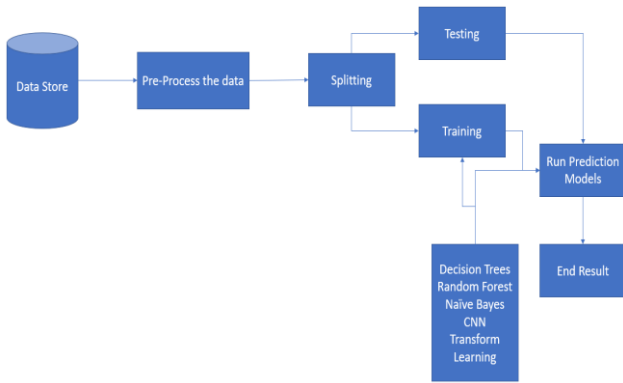 Data Store
Pre-Process the data
Splitting
Testing
Training
Run Prediction
Models
Decision Trees
Random Forest
Naïve Bayes
CNN
Transform
Learning
End Result